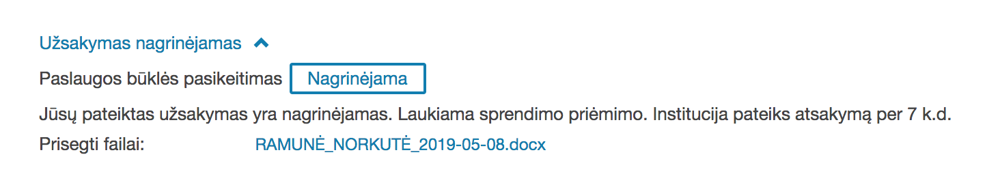 Užsakymas nagrinėjamas
Paslaugos būklės pasikeitimas Nagrinėjama
Jūsų pateiktas užsakymas yra nagrinėjamas. Laukiama sprendimo priėmimo. Institucija pateiks atsakymą per 7 k.d.
Prisegti failai: RAMUNĖ_NORKUTĖ_2019-05-08.docx